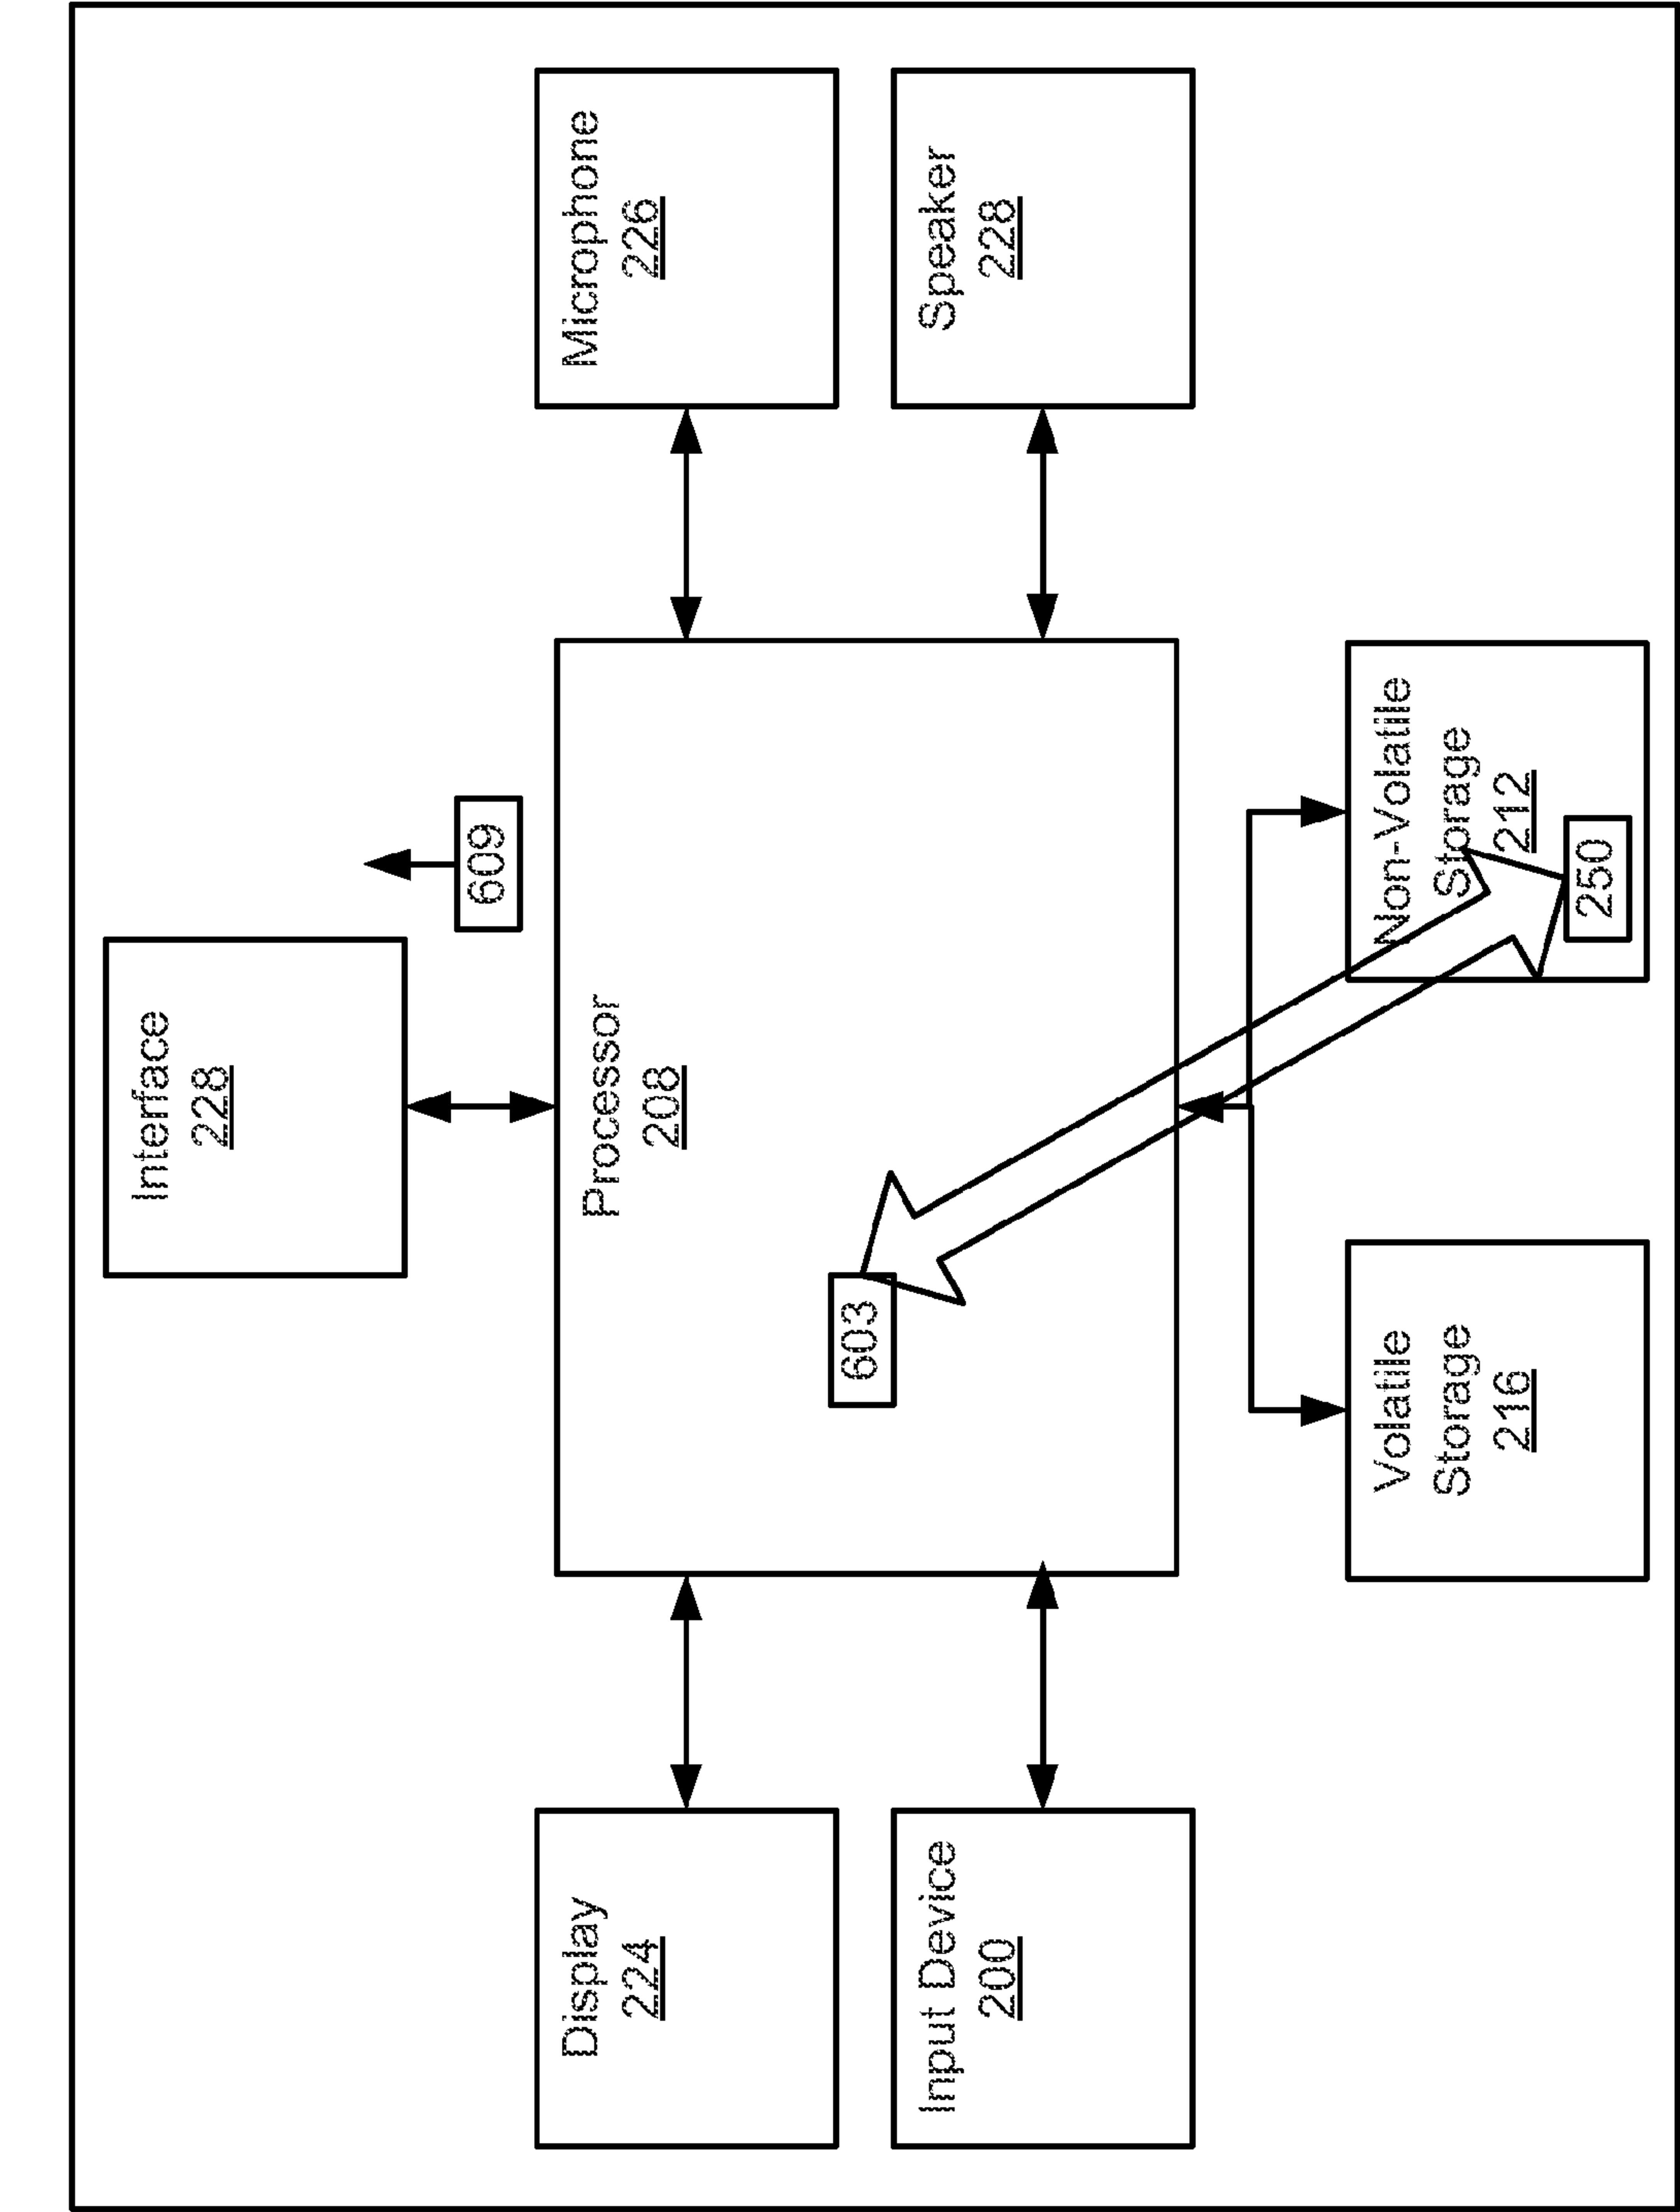 Interface
228
609
Display
224
Processor
208
Microphone
226
603
Input Device
200
Speaker
228
Volatile
Storage
216
Non-Volatile
Storage
212
250